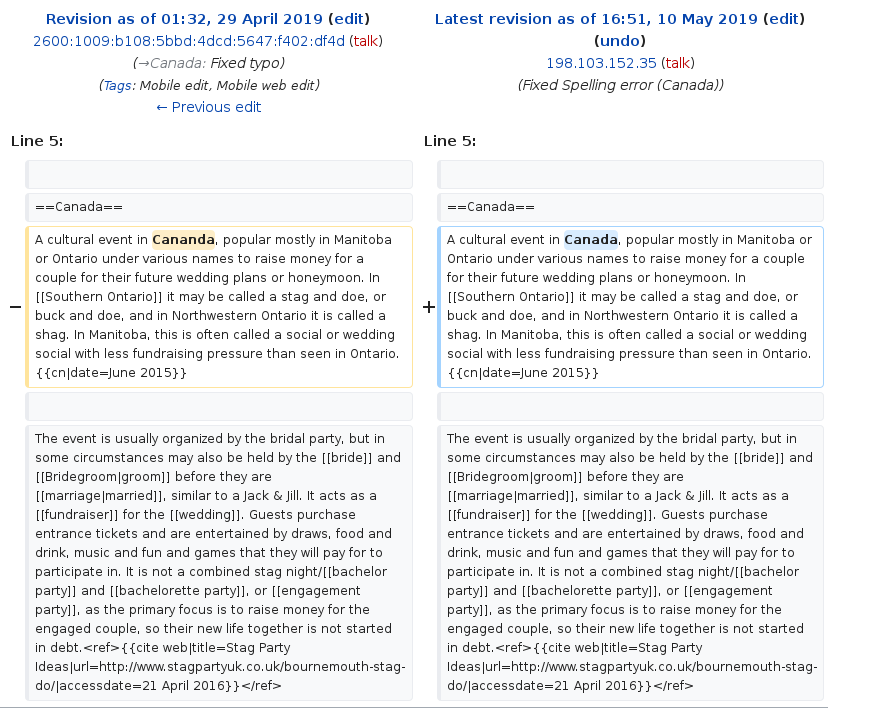 Revision as of 01:32, 29 April 2019 (edit)
2600:1009:b108:5bbd:4dcd:5647:f402:df4d (talk)
(→Canada: Fixed typo)
(Tags: Mobile edit, Mobile web edit)
← Previous edit
Latest revision as of 16:51, 10 May 2019 (edit)
(undo)
198.103.152.35 (talk)
(Fixed Spelling error (Canada))
Line 5:
Line 5:
==Canada==
==Canada==
−
A cultural event in Cananda, popular mostly in Manitoba
or Ontario under various names to raise money for a
couple for their future wedding plans or honeymoon. In
[[Southern Ontario]] it may be called a stag and doe, or
buck and doe, and in Northwestern Ontario it is called a
shag. In Manitoba, this is often called a social or wedding
social with less fundraising pressure than seen in Ontario.
{{cn|date=June 2015}}
+
A cultural event in Canada, popular mostly in Manitoba or
Ontario under various names to raise money for a couple
for their future wedding plans or honeymoon. In
[[Southern Ontario]] it may be called a stag and doe, or
buck and doe, and in Northwestern Ontario it is called a
shag. In Manitoba, this is often called a social or wedding
social with less fundraising pressure than seen in Ontario.
{{cn|date=June 2015}}
The event is usually organized by the bridal party, but in
some circumstances may also be held by the [[bride]] and
[[Bridegroom|groom]] before they are
[[marriage|married]], similar to a Jack & Jill. It acts as a
[[fundraiser]] for the [[wedding]]. Guests purchase
entrance tickets and are entertained by draws, food and
drink, music and fun and games that they will pay for to
participate in. It is not a combined stag night/[[bachelor
party]] and [[bachelorette party]], or [[engagement
party]], as the primary focus is to raise money for the
engaged couple, so their new life together is not started
in debt.<ref>{{cite web|title=Stag Party
Ideas|url=http://www.stagpartyuk.co.uk/bournemouth-stag-
do/|accessdate=21 April 2016}}</ref>
The event is usually organized by the bridal party, but in
some circumstances may also be held by the [[bride]] and
[[Bridegroom|groom]] before they are
[[marriage|married]], similar to a Jack & Jill. It acts as a
[[fundraiser]] for the [[wedding]]. Guests purchase
entrance tickets and are entertained by draws, food and
drink, music and fun and games that they will pay for to
participate in. It is not a combined stag night/[[bachelor
party]] and [[bachelorette party]], or [[engagement
party]], as the primary focus is to raise money for the
engaged couple, so their new life together is not started
in debt.<ref>{{cite web|title=Stag Party
Ideas|url=http://www.stagpartyuk.co.uk/bournemouth-stag-
do/|accessdate=21 April 2016}}</ref>